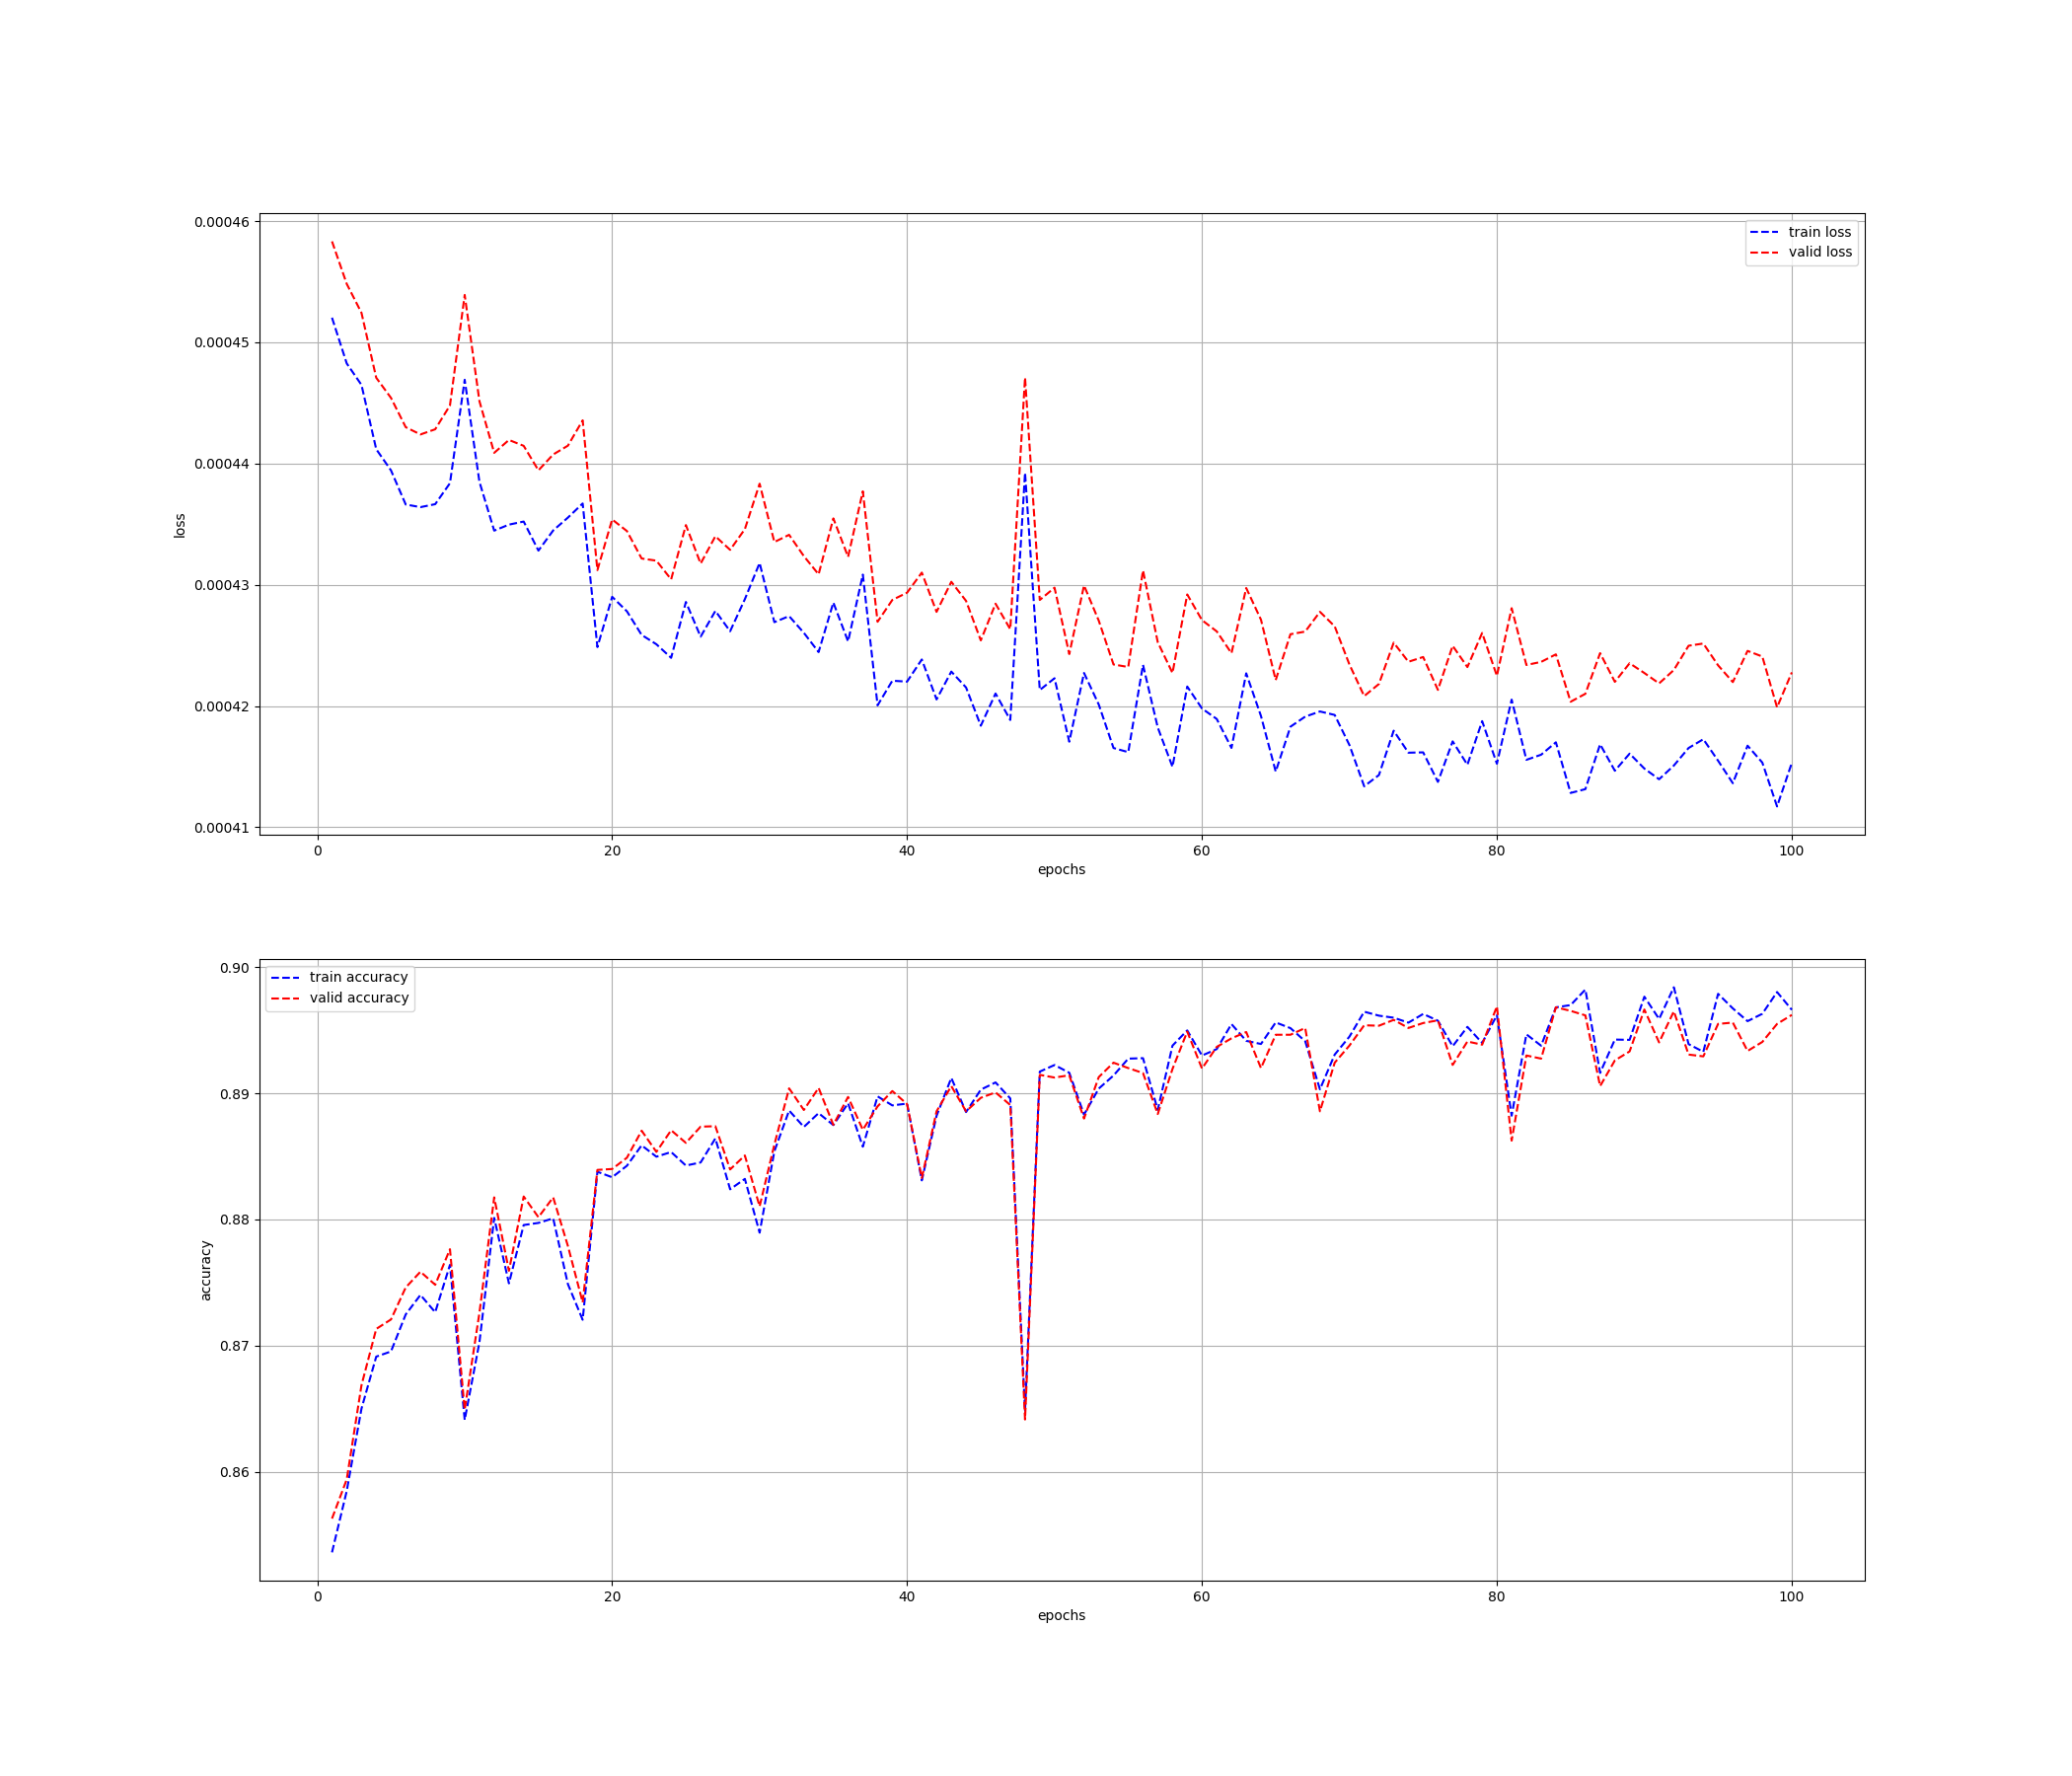 0.00046
0.00045
0.00044
0.00043
0.00042
0.00041
loss
train loss
valid loss
0 20 40 60 80 100
epochs
0.90
0.89
0.88
0.87
0.86
accuracy
train accuracy
valid accuracy
0 20 40 60 80 100
epochs